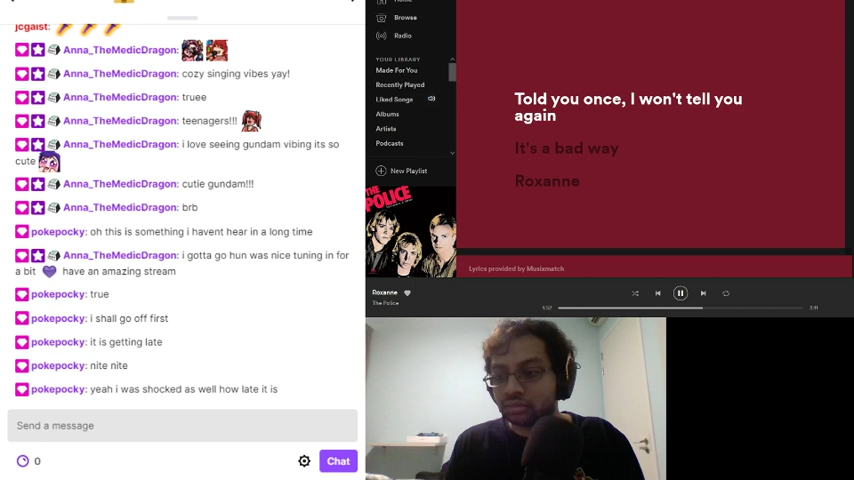 jcgaist:
Anna_TheMedicDragon:
Anna_TheMedicDragon: cozy singing vibes yay!
Anna_TheMedicDragon: truee
Anna_TheMedicDragon: teenagers!!!
Anna_TheMedicDragon: i love seeing gundam vibing its so
cute
Anna_TheMedicDragon: cutie gundam!!!
Anna_TheMedicDragon: brb
pokepocky: oh this is something i havent hear in a long time
Anna_TheMedicDragon: i gotta go hun was nice tuning in for
a bit have an amazing stream
pokepocky: true
pokepocky: i shall go off first
pokepocky: it is getting late
pokepocky: nite nite
pokepocky: yeah i was shocked as well how late it is
Send a message
0
Chat
Browse
Radio
YOUR LIBRARY
Made For You
Recently Played
Liked Songs
Albums
Artists
Podcasts
New Playlist
THE POLICE
Told you once, I won't tell you
again
It's a bad way
Roxanne
Lyrics provided by Musixmatch
Roxanne
The Police